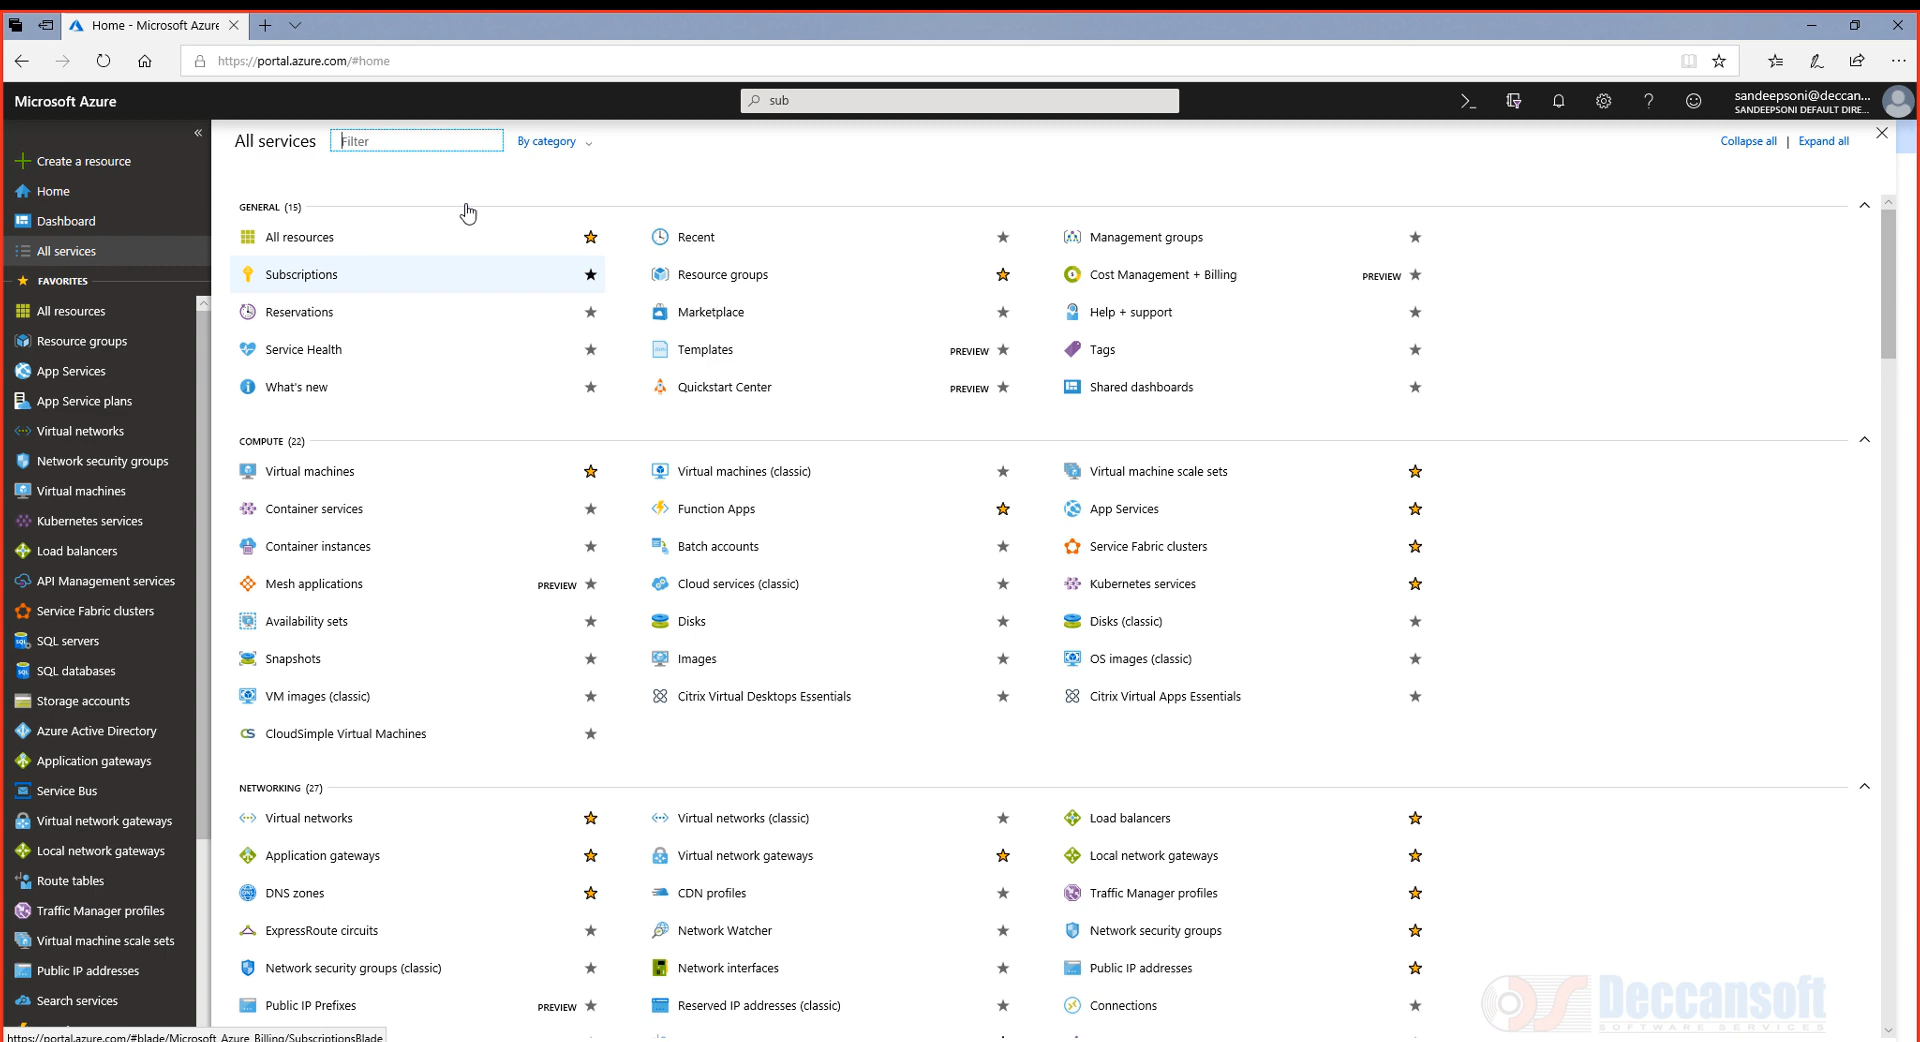 Home - Microsoft Azure
https://portal.azure.com/#home
Microsoft Azure
sub
sandeepsoni@deccan...
SANDEEPSONI DEFAULT DIRE...
Create a resource
Home
Dashboard
All services
FAVORITES
All resources
Resource groups
App Services
App Service plans
Virtual networks
Network security groups
Virtual machines
Kubernetes services
Load balancers
API Management services
Service Fabric clusters
SQL servers
SQL databases
Storage accounts
Azure Active Directory
Application gateways
Service Bus
Virtual network gateways
Local network gateways
Route tables
Traffic Manager profiles
Virtual machine scale sets
Public IP addresses
Search services
All services
Filter
By category
Collapse all | Expand all
GENERAL (15)
All resources
Recent
Management groups
Subscriptions
Resource groups
Cost Management + Billing PREVIEW
Reservations
Marketplace
Help + support
Service Health
Templates PREVIEW
Tags
What's new
Quickstart Center PREVIEW
Shared dashboards
COMPUTE (22)
Virtual machines
Virtual machines (classic)
Virtual machine scale sets
Container services
Function Apps
App Services
Container instances
Batch accounts
Service Fabric clusters
Mesh applications PREVIEW
Cloud services (classic)
Kubernetes services
Availability sets
Disks
Disks (classic)
Snapshots
Images
OS images (classic)
VM images (classic)
Citrix Virtual Desktops Essentials
Citrix Virtual Apps Essentials
CloudSimple Virtual Machines
NETWORKING (27)
Virtual networks
Virtual networks (classic)
Load balancers
Application gateways
Virtual network gateways
Local network gateways
DNS zones
CDN profiles
Traffic Manager profiles
ExpressRoute circuits
Network Watcher
Network security groups
Network security groups (classic)
Network interfaces
Public IP addresses
Public IP Prefixes PREVIEW
Reserved IP addresses (classic)
Connections
https://portal.azure.com/#blade/Microsoft_Azure_Billing/SubscriptionsBlade
Deccansoft
SOFTWARE SERVICES